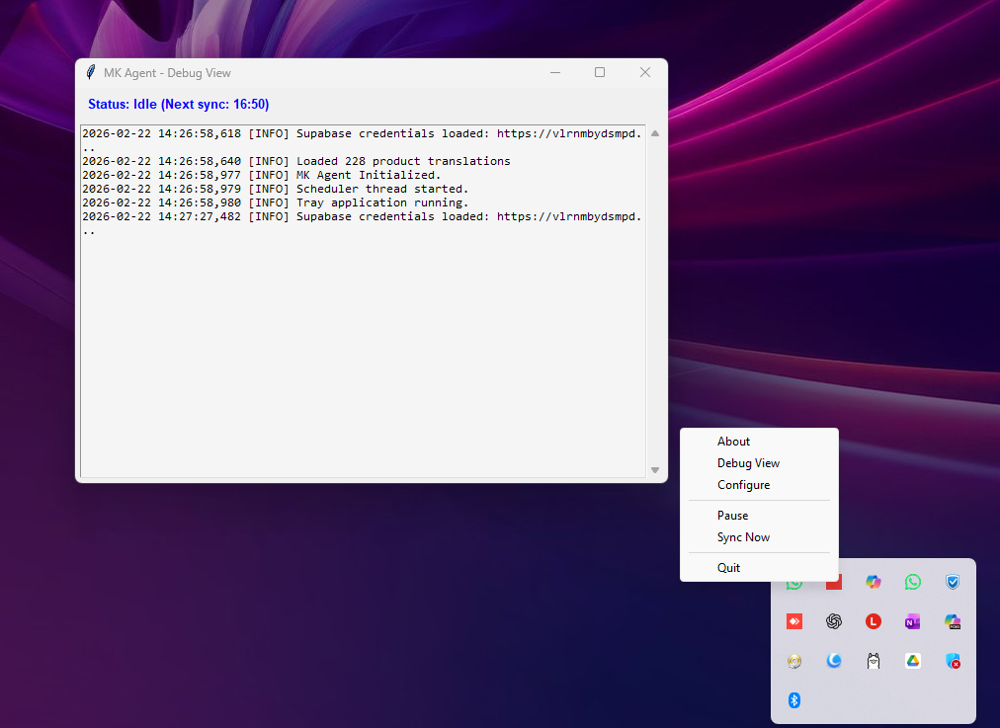 MK Agent - Debug View
Status: Idle (Next sync: 16:50)
2026-02-22 14:26:58,618 [INFO] Supabase credentials loaded: https://vlrnmbydsmpd.
..
2026-02-22 14:26:58,640 [INFO] Loaded 228 product translations
2026-02-22 14:26:58,977 [INFO] MK Agent Initialized.
2026-02-22 14:26:58,979 [INFO] Scheduler thread started.
2026-02-22 14:26:58,980 [INFO] Tray application running.
2026-02-22 14:27:27,482 [INFO] Supabase credentials loaded: https://vlrnmbydsmpd.
..
About
Debug View
Configure
Pause
Sync Now
Quit
L
N